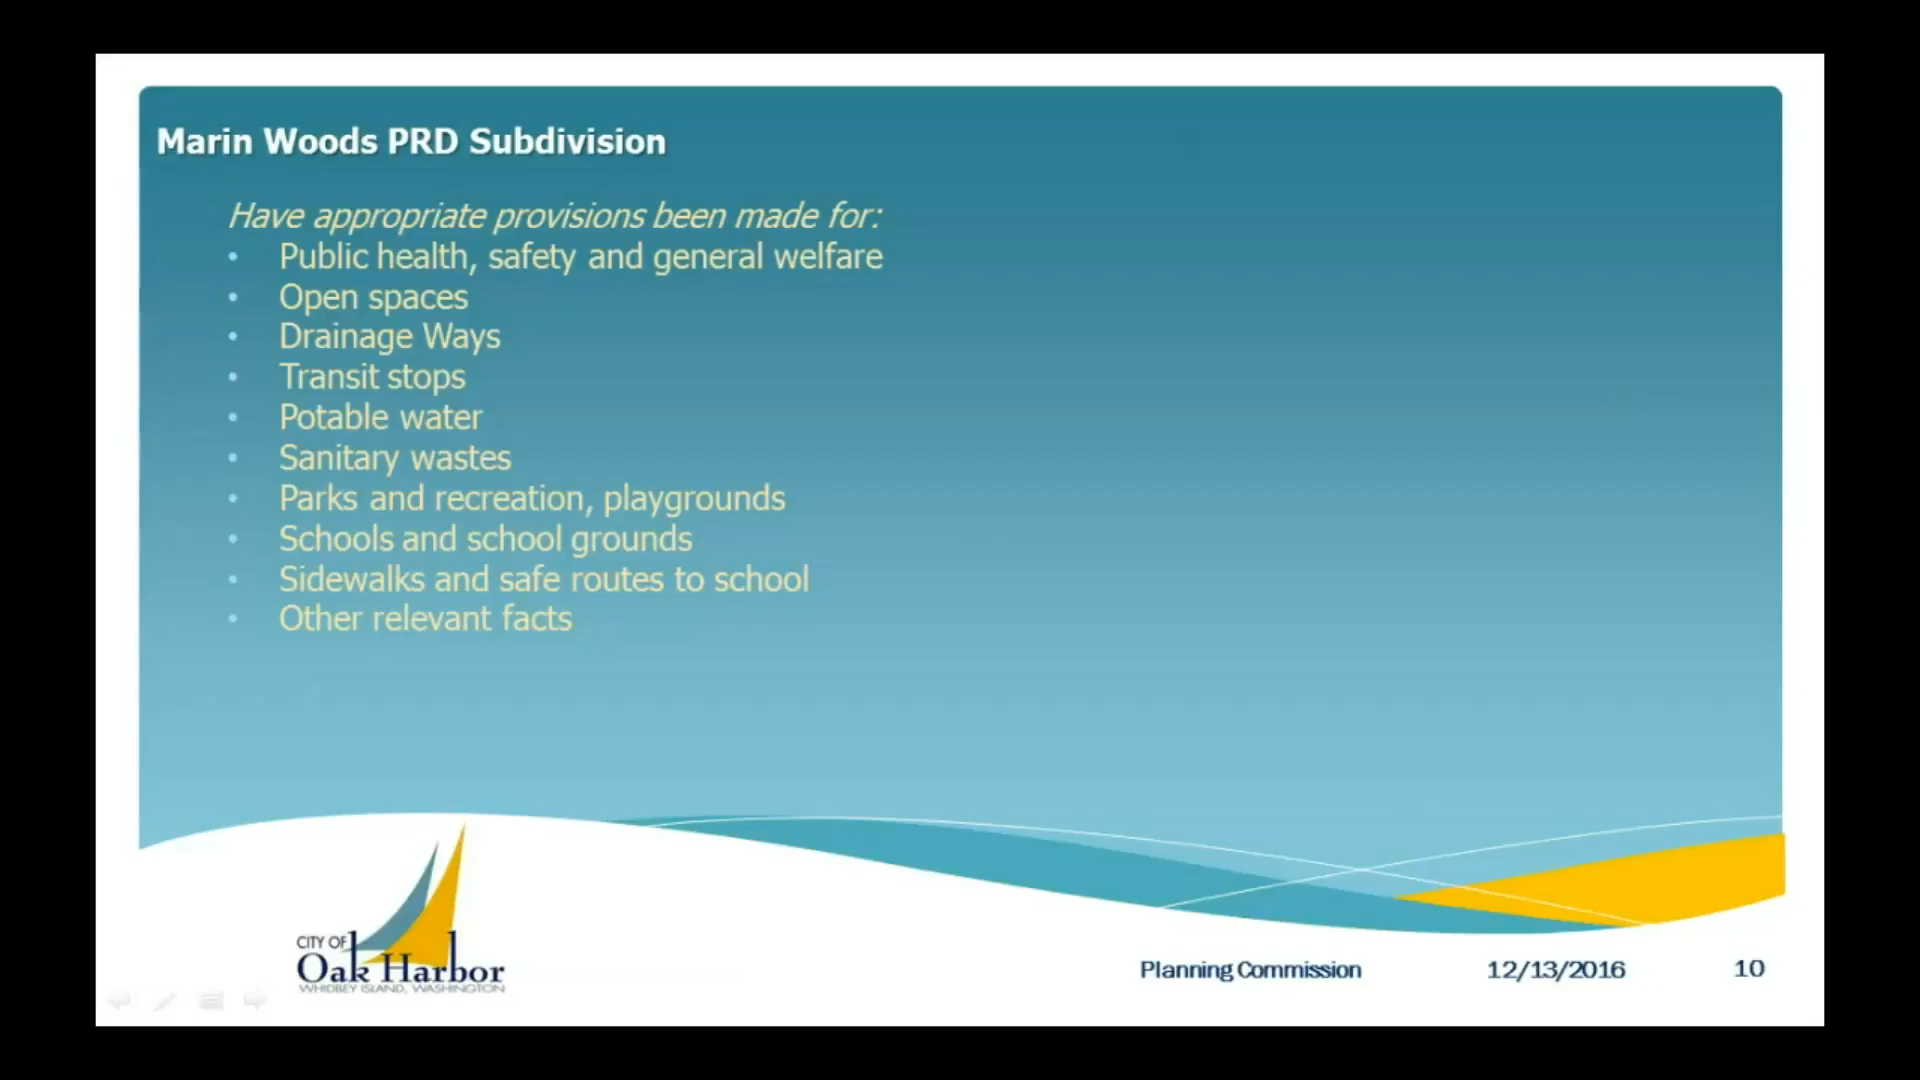 Marin Woods PRD Subdivision
Have appropriate provisions been made for:
• Public health, safety and general welfare
• Open spaces
• Drainage Ways
• Transit stops
• Potable water
• Sanitary wastes
• Parks and recreation, playgrounds
• Schools and school grounds
• Sidewalks and safe routes to school
• Other relevant facts
CITY OF
Oak Harbor
WHIDBEY ISLAND, WASHINGTON
Planning Commission 12/13/2016 10